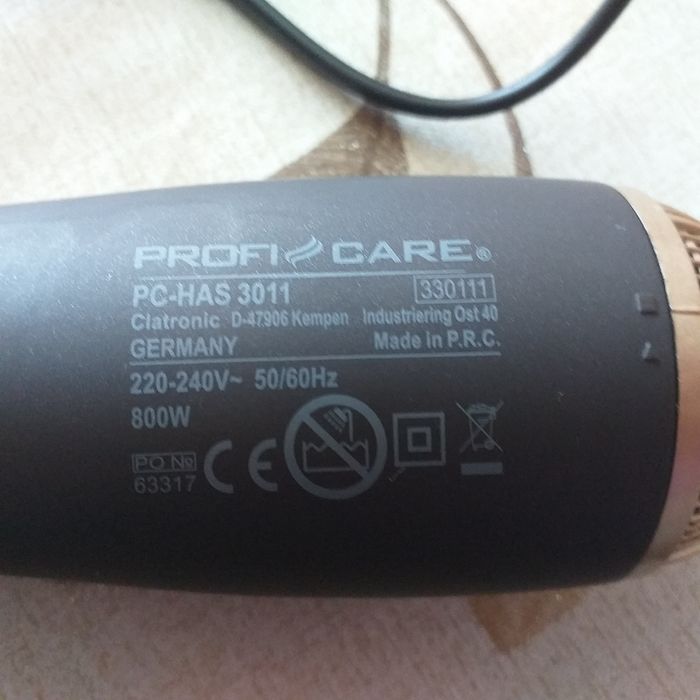 PROFI CARE®
PC-HAS 3011 330111
Clatronic D-47906 Kempen Industriering Ost 40
GERMANY Made in P.R.C.
220-240V~ 50/60Hz
800W
PO No
63317
CE